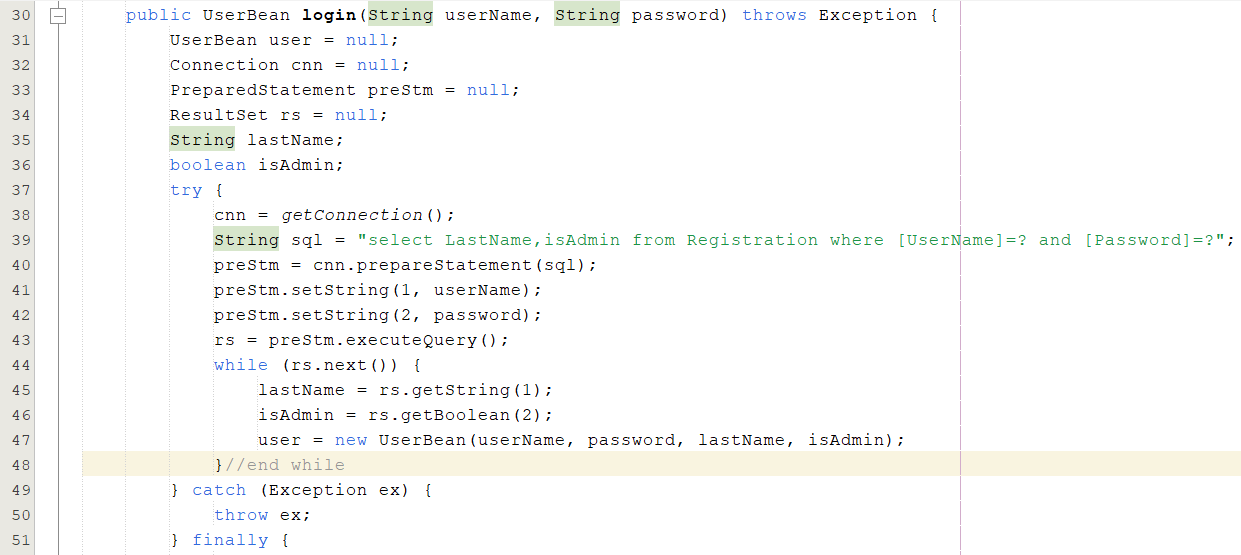 30 public UserBean login(String userName, String password) throws Exception {
31 UserBean user = null;
32 Connection cnn = null;
33 PreparedStatement preStm = null;
34 ResultSet rs = null;
35 String lastName;
36 boolean isAdmin;
37 try {
38 cnn = getConnection();
39 String sql = "select LastName,isAdmin from Registration where [UserName]=? and [Password]=?";
40 preStm = cnn.prepareStatement(sql);
41 preStm.setString(1, userName);
42 preStm.setString(2, password);
43 rs = preStm.executeQuery();
44 while (rs.next()) {
45 lastName = rs.getString(1);
46 isAdmin = rs.getBoolean(2);
47 user = new UserBean(userName, password, lastName, isAdmin);
48 }//end while
49 } catch (Exception ex) {
50 throw ex;
51 } finally {